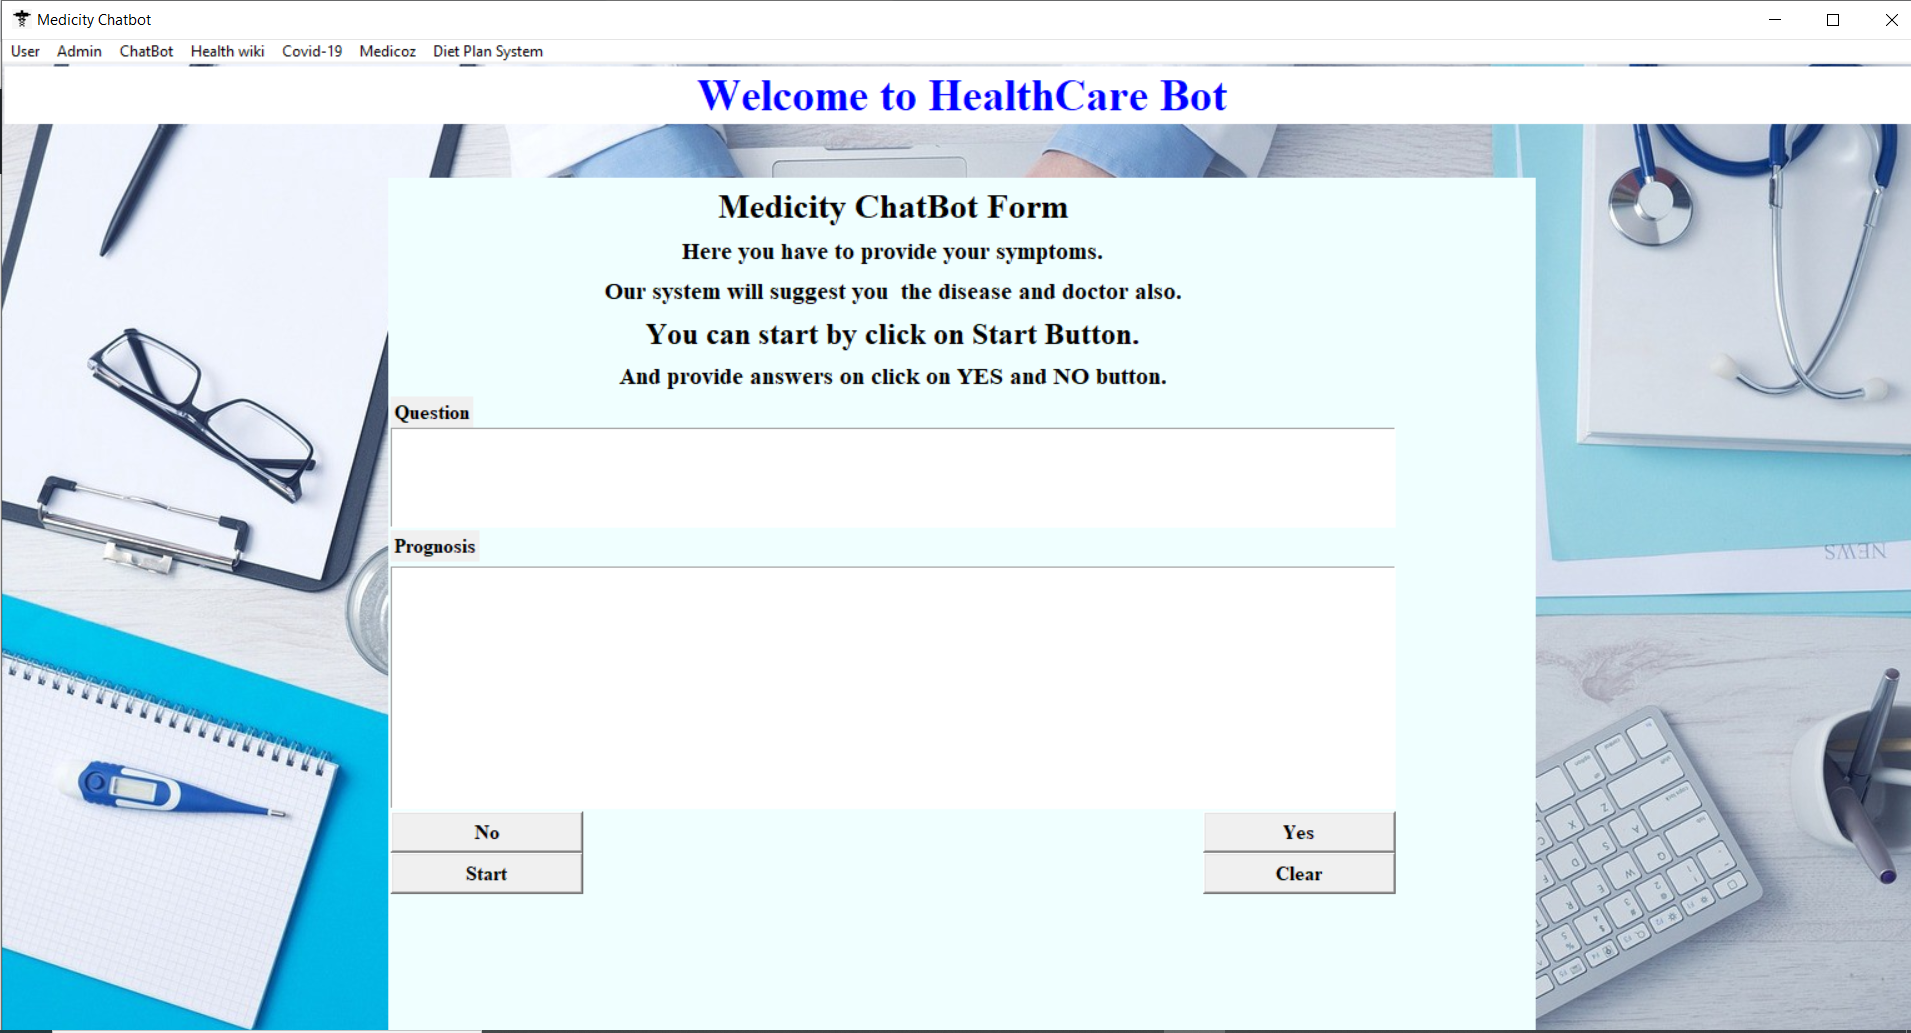 Medicity Chatbot
User Admin ChatBot Health wiki Covid-19 Medicoz Diet Plan System
Welcome to HealthCare Bot
Medicity ChatBot Form
Here you have to provide your symptoms.
Our system will suggest you  the disease and doctor also.
You can start by click on Start Button.
And provide answers on click on YES and NO button.
Question
Prognosis
NEWS
No Yes
Start Clear